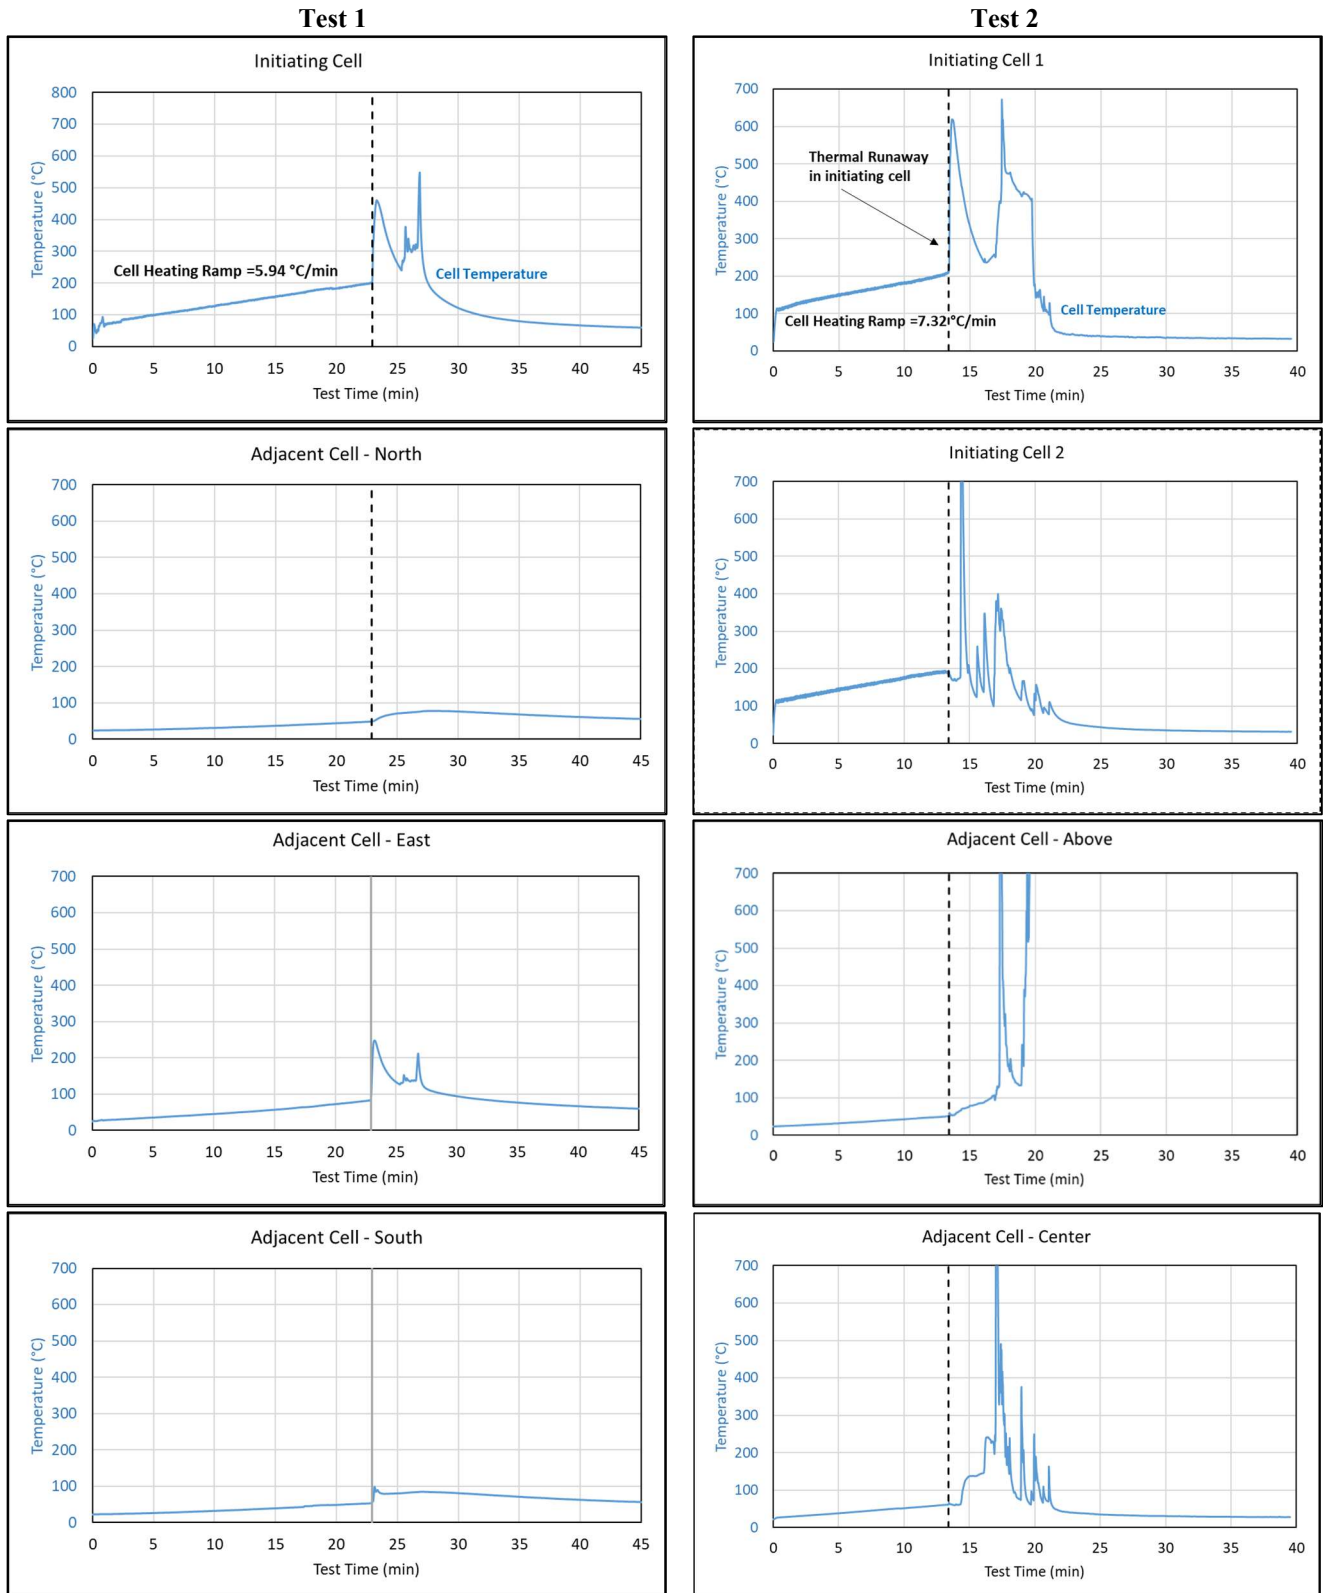 Test 1
Initiating Cell
800
700
600
500
400
300
200
100
0
Temperature (°C)
Cell Heating Ramp =5.94 °C/min
Cell Temperature
0 5 10 15 20 25 30 35 40 45
Test Time (min)
Adjacent Cell - North
700
600
500
400
300
200
100
0
Temperature (°C)
0 5 10 15 20 25 30 35 40 45
Test Time (min)
Adjacent Cell - East
700
600
500
400
300
200
100
0
Temperature (°C)
0 5 10 15 20 25 30 35 40 45
Test Time (min)
Adjacent Cell - South
700
600
500
400
300
200
100
0
Temperature (°C)
0 5 10 15 20 25 30 35 40 45
Test Time (min)
Test 2
Initiating Cell 1
700
600
500
400
300
200
100
0
Temperature (°C)
Thermal Runaway
in initiating cell
Cell Heating Ramp =7.32 °C/min
Cell Temperature
0 5 10 15 20 25 30 35 40
Test Time (min)
Initiating Cell 2
700
600
500
400
300
200
100
0
Temperature (°C)
0 5 10 15 20 25 30 35 40
Test Time (min)
Adjacent Cell - Above
700
600
500
400
300
200
100
0
Temperature (°C)
0 5 10 15 20 25 30 35 40
Test Time (min)
Adjacent Cell - Center
700
600
500
400
300
200
100
0
Temperature (°C)
0 5 10 15 20 25 30 35 40
Test Time (min)